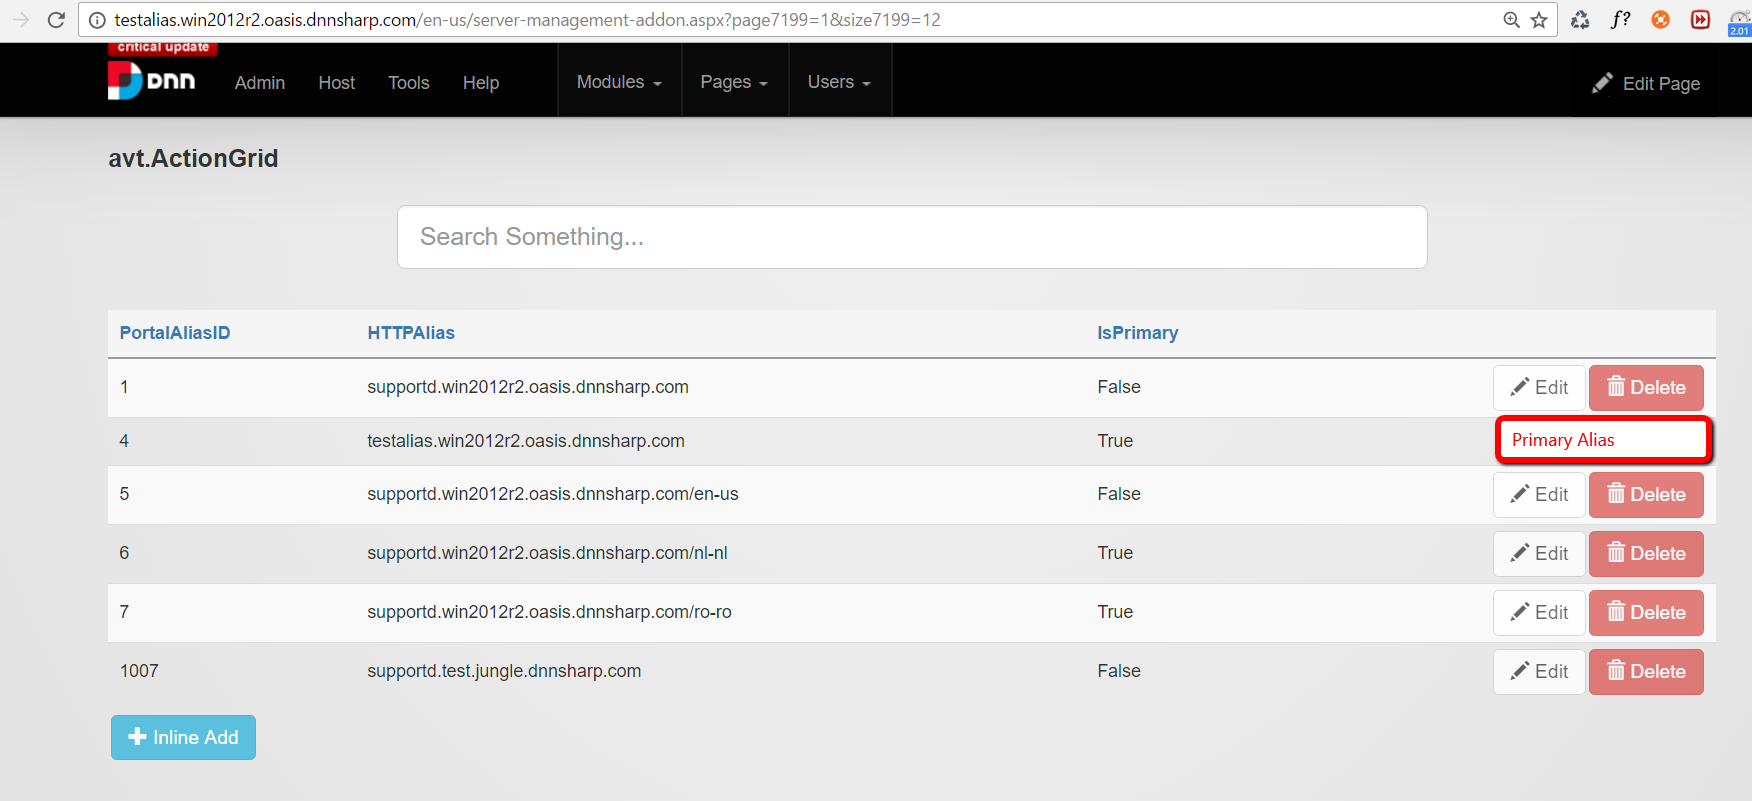 testalias.win2012r2.oasis.dnnsharp.com/en-us/server-management-addon.aspx?page7199=1&size7199=12
f?
2.01
critical update
DNN
Admin Host Tools Help Modules Pages Users Edit Page
avt.ActionGrid
Search Something...
PortalAliasID HTTPAlias IsPrimary
1 supportd.win2012r2.oasis.dnnsharp.com False Edit Delete
4 testalias.win2012r2.oasis.dnnsharp.com True Primary Alias
5 supportd.win2012r2.oasis.dnnsharp.com/en-us False Edit Delete
6 supportd.win2012r2.oasis.dnnsharp.com/nl-nl True Edit Delete
7 supportd.win2012r2.oasis.dnnsharp.com/ro-ro True Edit Delete
1007 supportd.test.jungle.dnnsharp.com False Edit Delete
Inline Add